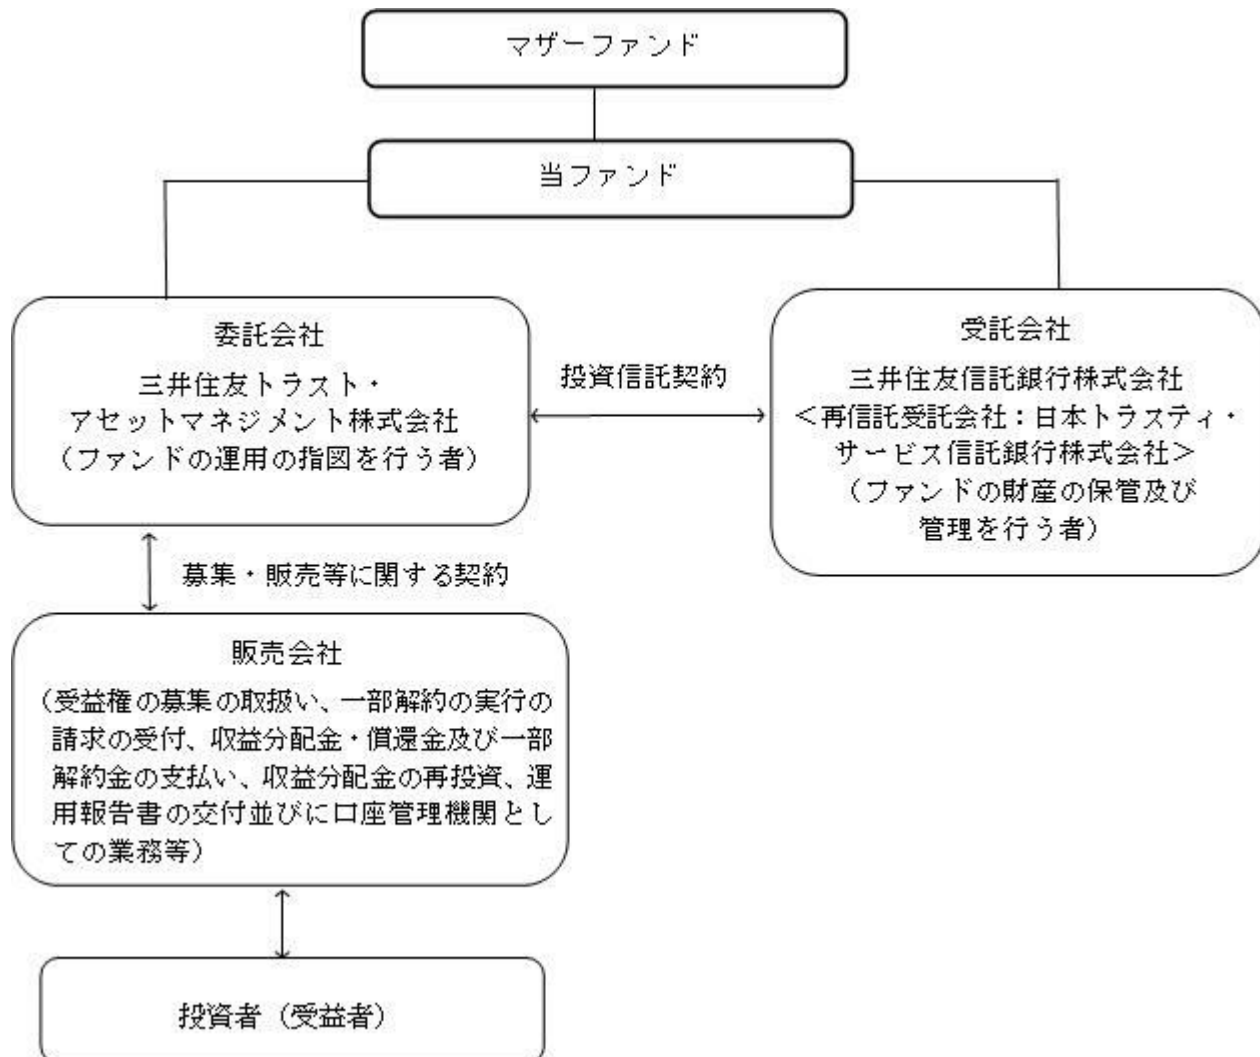 マザーファンド
当ファンド
委託会社
三井住友トラスト・
アセットマネジメント株式会社
（ファンドの運用の指図を行う者）
投資信託契約
受託会社
三井住友信託銀行株式会社
＜再信託受託会社：日本トラスティ・
サービス信託銀行株式会社＞
（ファンドの財産の保管及び
管理を行う者）
募集・販売等に関する契約
販売会社
（受益権の募集の取扱い、一部解約の実行の
請求の受付、収益分配金・償還金及び一部
解約金の支払い、収益分配金の再投資、運
用報告書の交付並びに口座管理機関とし
ての業務等）
投資者（受益者）